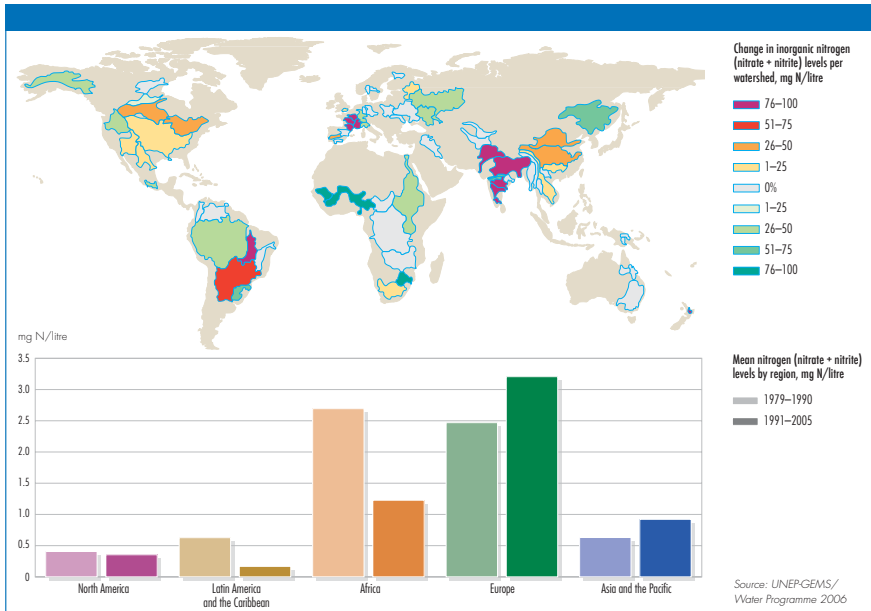 Change in inorganic nitrogen
(nitrate + nitrite) levels per
watershed, mg N/litre
76–100
51–75
26–50
1–25
0%
1–25
26–50
51–75
76–100
mg N/litre
3.5
3.0
2.5
2.0
1.5
1.0
0.5
0
North America
Latin America
and the Caribbean
Africa
Europe
Asia and the Pacific
Mean nitrogen (nitrate + nitrite)
levels by region, mg N/litre
1979–1990
1991–2005
Source: UNEP-GEMS/
Water Programme 2006